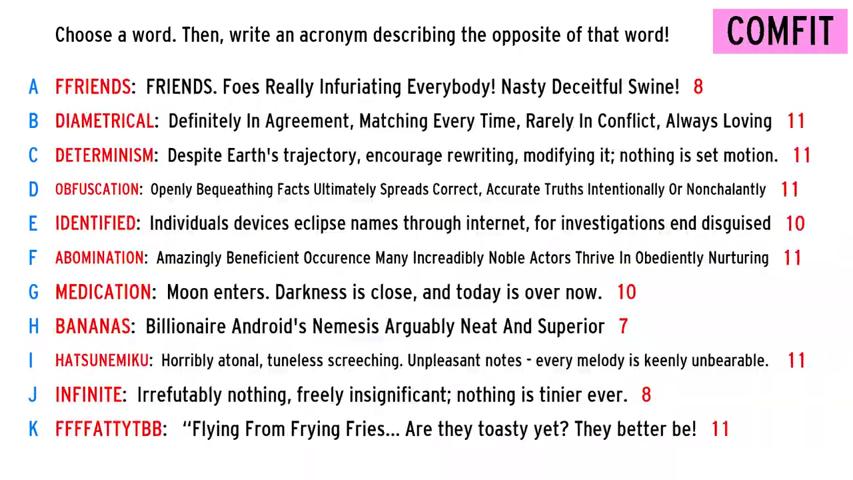 Choose a word. Then, write an acronym describing the opposite of that word!
COMFIT
A FFRIENDS: FRIENDS. Foes Really Infuriating Everybody! Nasty Deceitful Swine! 8
B DIAMETRICAL: Definitely In Agreement, Matching Every Time, Rarely In Conflict, Always Loving 11
C DETERMINISM: Despite Earth's trajectory, encourage rewriting, modifying it; nothing is set motion. 11
D OBFUSCATION: Openly Bequeathing Facts Ultimately Spreads Correct, Accurate Truths Intentionally Or Nonchalantly 11
E IDENTIFIED: Individuals devices eclipse names through internet, for investigations end disguised 10
F ABOMINATION: Amazingly Beneficient Occurence Many Increadibly Noble Actors Thrive In Obediently Nurturing 11
G MEDICATION: Moon enters. Darkness is close, and today is over now. 10
H BANANAS: Billionaire Android's Nemesis Arguably Neat And Superior 7
I HATSUNEMIKU: Horribly atonal, tuneless screeching. Unpleasant notes - every melody is keenly unbearable. 11
J INFINITE: Irrefutably nothing, freely insignificant; nothing is tinier ever. 8
K FFFFATTYTBB: “Flying From Frying Fries... Are they toasty yet? They better be! 11